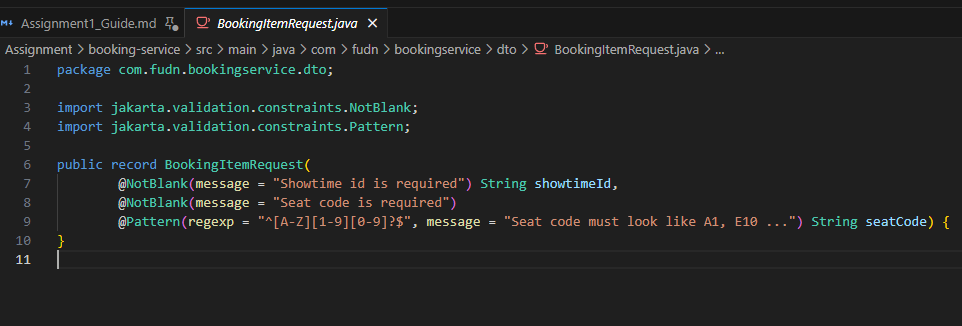 Assignment1_Guide.md
BookingItemRequest.java
Assignment > booking-service > src > main > java > com > fudn > bookingservice > dto > BookingItemRequest.java > ...
1 package com.fudn.bookingservice.dto;
2
3 import jakarta.validation.constraints.NotBlank;
4 import jakarta.validation.constraints.Pattern;
5
6 public record BookingItemRequest(
7 @NotBlank(message = "Showtime id is required") String showtimeId,
8 @NotBlank(message = "Seat code is required")
9 @Pattern(regexp = "^[A-Z][1-9][0-9]?$", message = "Seat code must look like A1, E10 ...") String seatCode) {
10 }
11